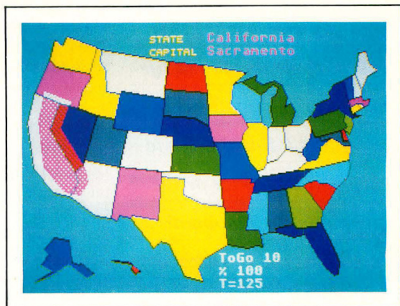 STATE California
CAPITAL Sacramento
ToGo 10
% 100
T=125